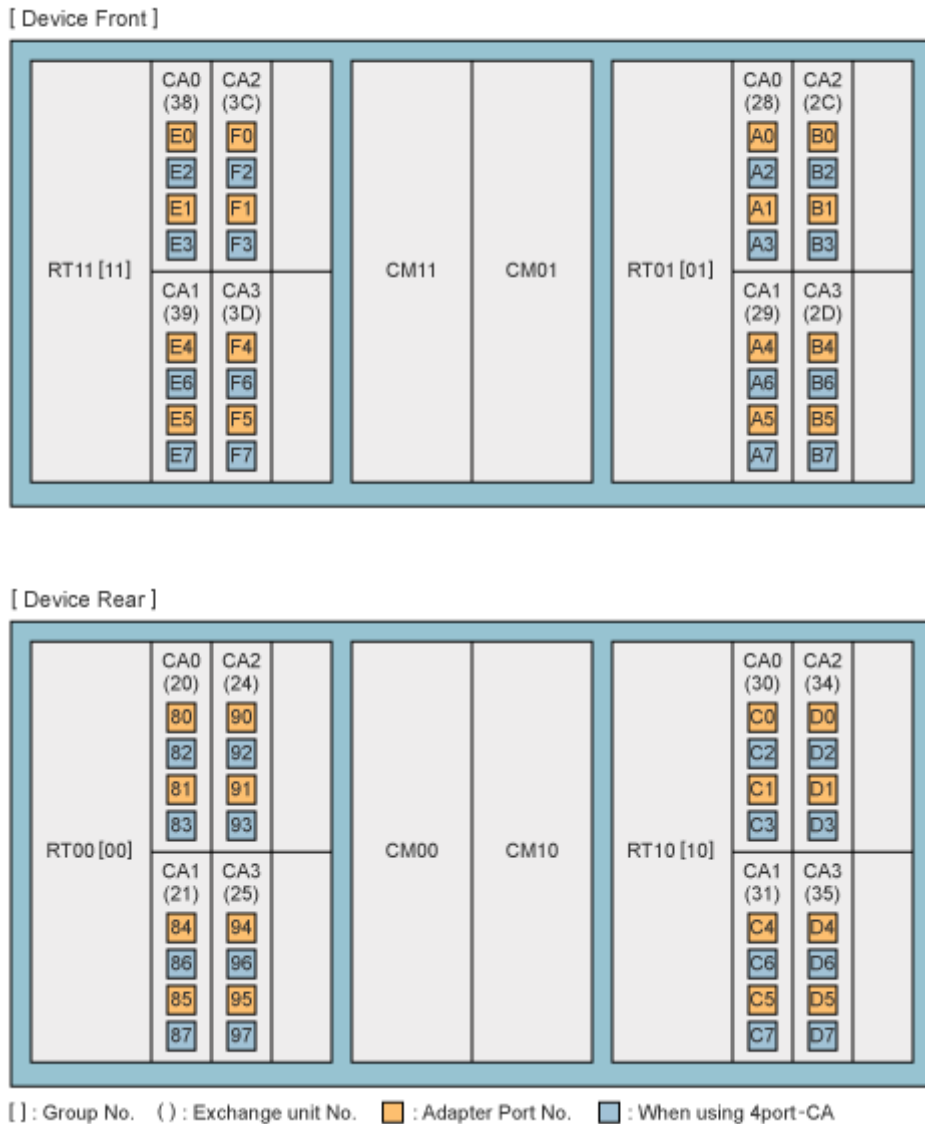 [ Device Front ]
CA0 CA2 CA0 CA2
(38) (3C) (28) (2C)
E0 F0 A0 B0
E2 F2 A2 B2
E1 F1 A1 B1
E3 F3 A3 B3
RT11 [11] CM11 CM01 RT01 [01]
CA1 CA3 CA1 CA3
(39) (3D) (29) (2D)
E4 F4 A4 B4
E6 F6 A6 B6
E5 F5 A5 B5
E7 F7 A7 B7
[ Device Rear ]
CA0 CA2 CA0 CA2
(20) (24) (30) (34)
80 90 C0 D0
82 92 C2 D2
81 91 C1 D1
83 93 C3 D3
RT00 [00] CM00 CM10 RT10 [10]
CA1 CA3 CA1 CA3
(21) (25) (31) (35)
84 94 C4 D4
86 96 C6 D6
85 95 C5 D5
87 97 C7 D7
[ ] : Group No. ( ) : Exchange unit No. : Adapter Port No. : When using 4port-CA